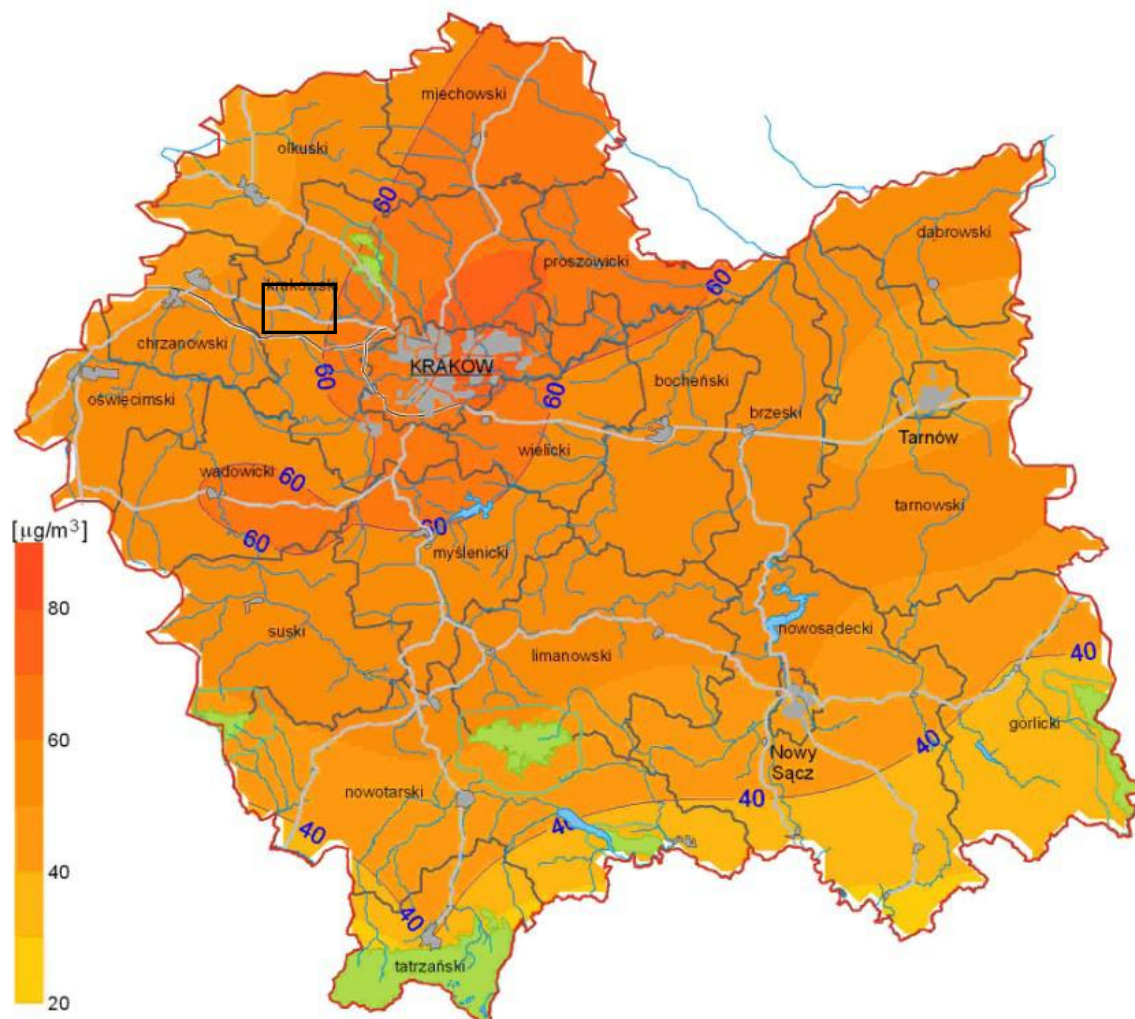 miechowski
olkuski
60
dąbrowski
proszowicki
60
krakowski
chrzanowski
KRAKÓW
60
oświęcimski
60
bocheński
brzeski
Tarnów
wielicki
wadowicki
60
tarnowski
[µg/m³]
60
60
myślenicki
80
suski
limanowski
nowosądecki
40
gorlicki
60
40
Nowy
Sącz
nowotarski
40
40
40
40
40
tatrzański
20